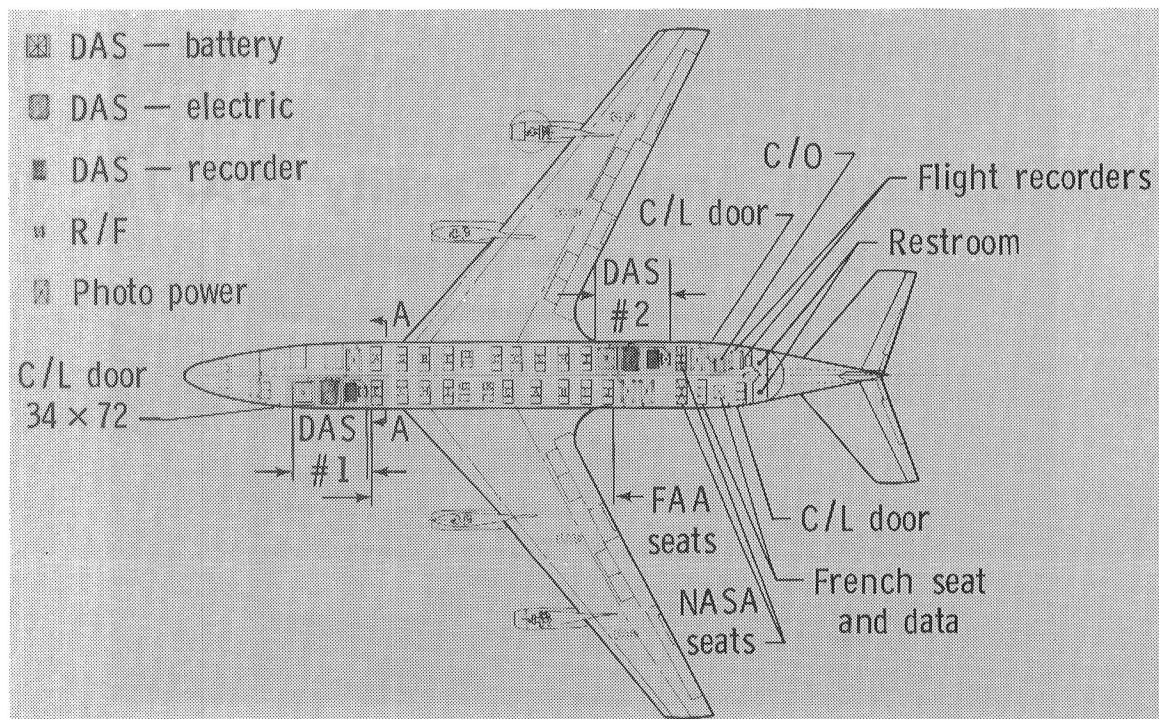 DAS — battery
DAS — electric
DAS — recorder
R/F
Photo power
C/O
Flight recorders
C/L door
Restroom
DAS
#2
A
C/L door
34 × 72
DAS
#1
A
FAA
seats
C/L door
NASA
seats
French seat
and data